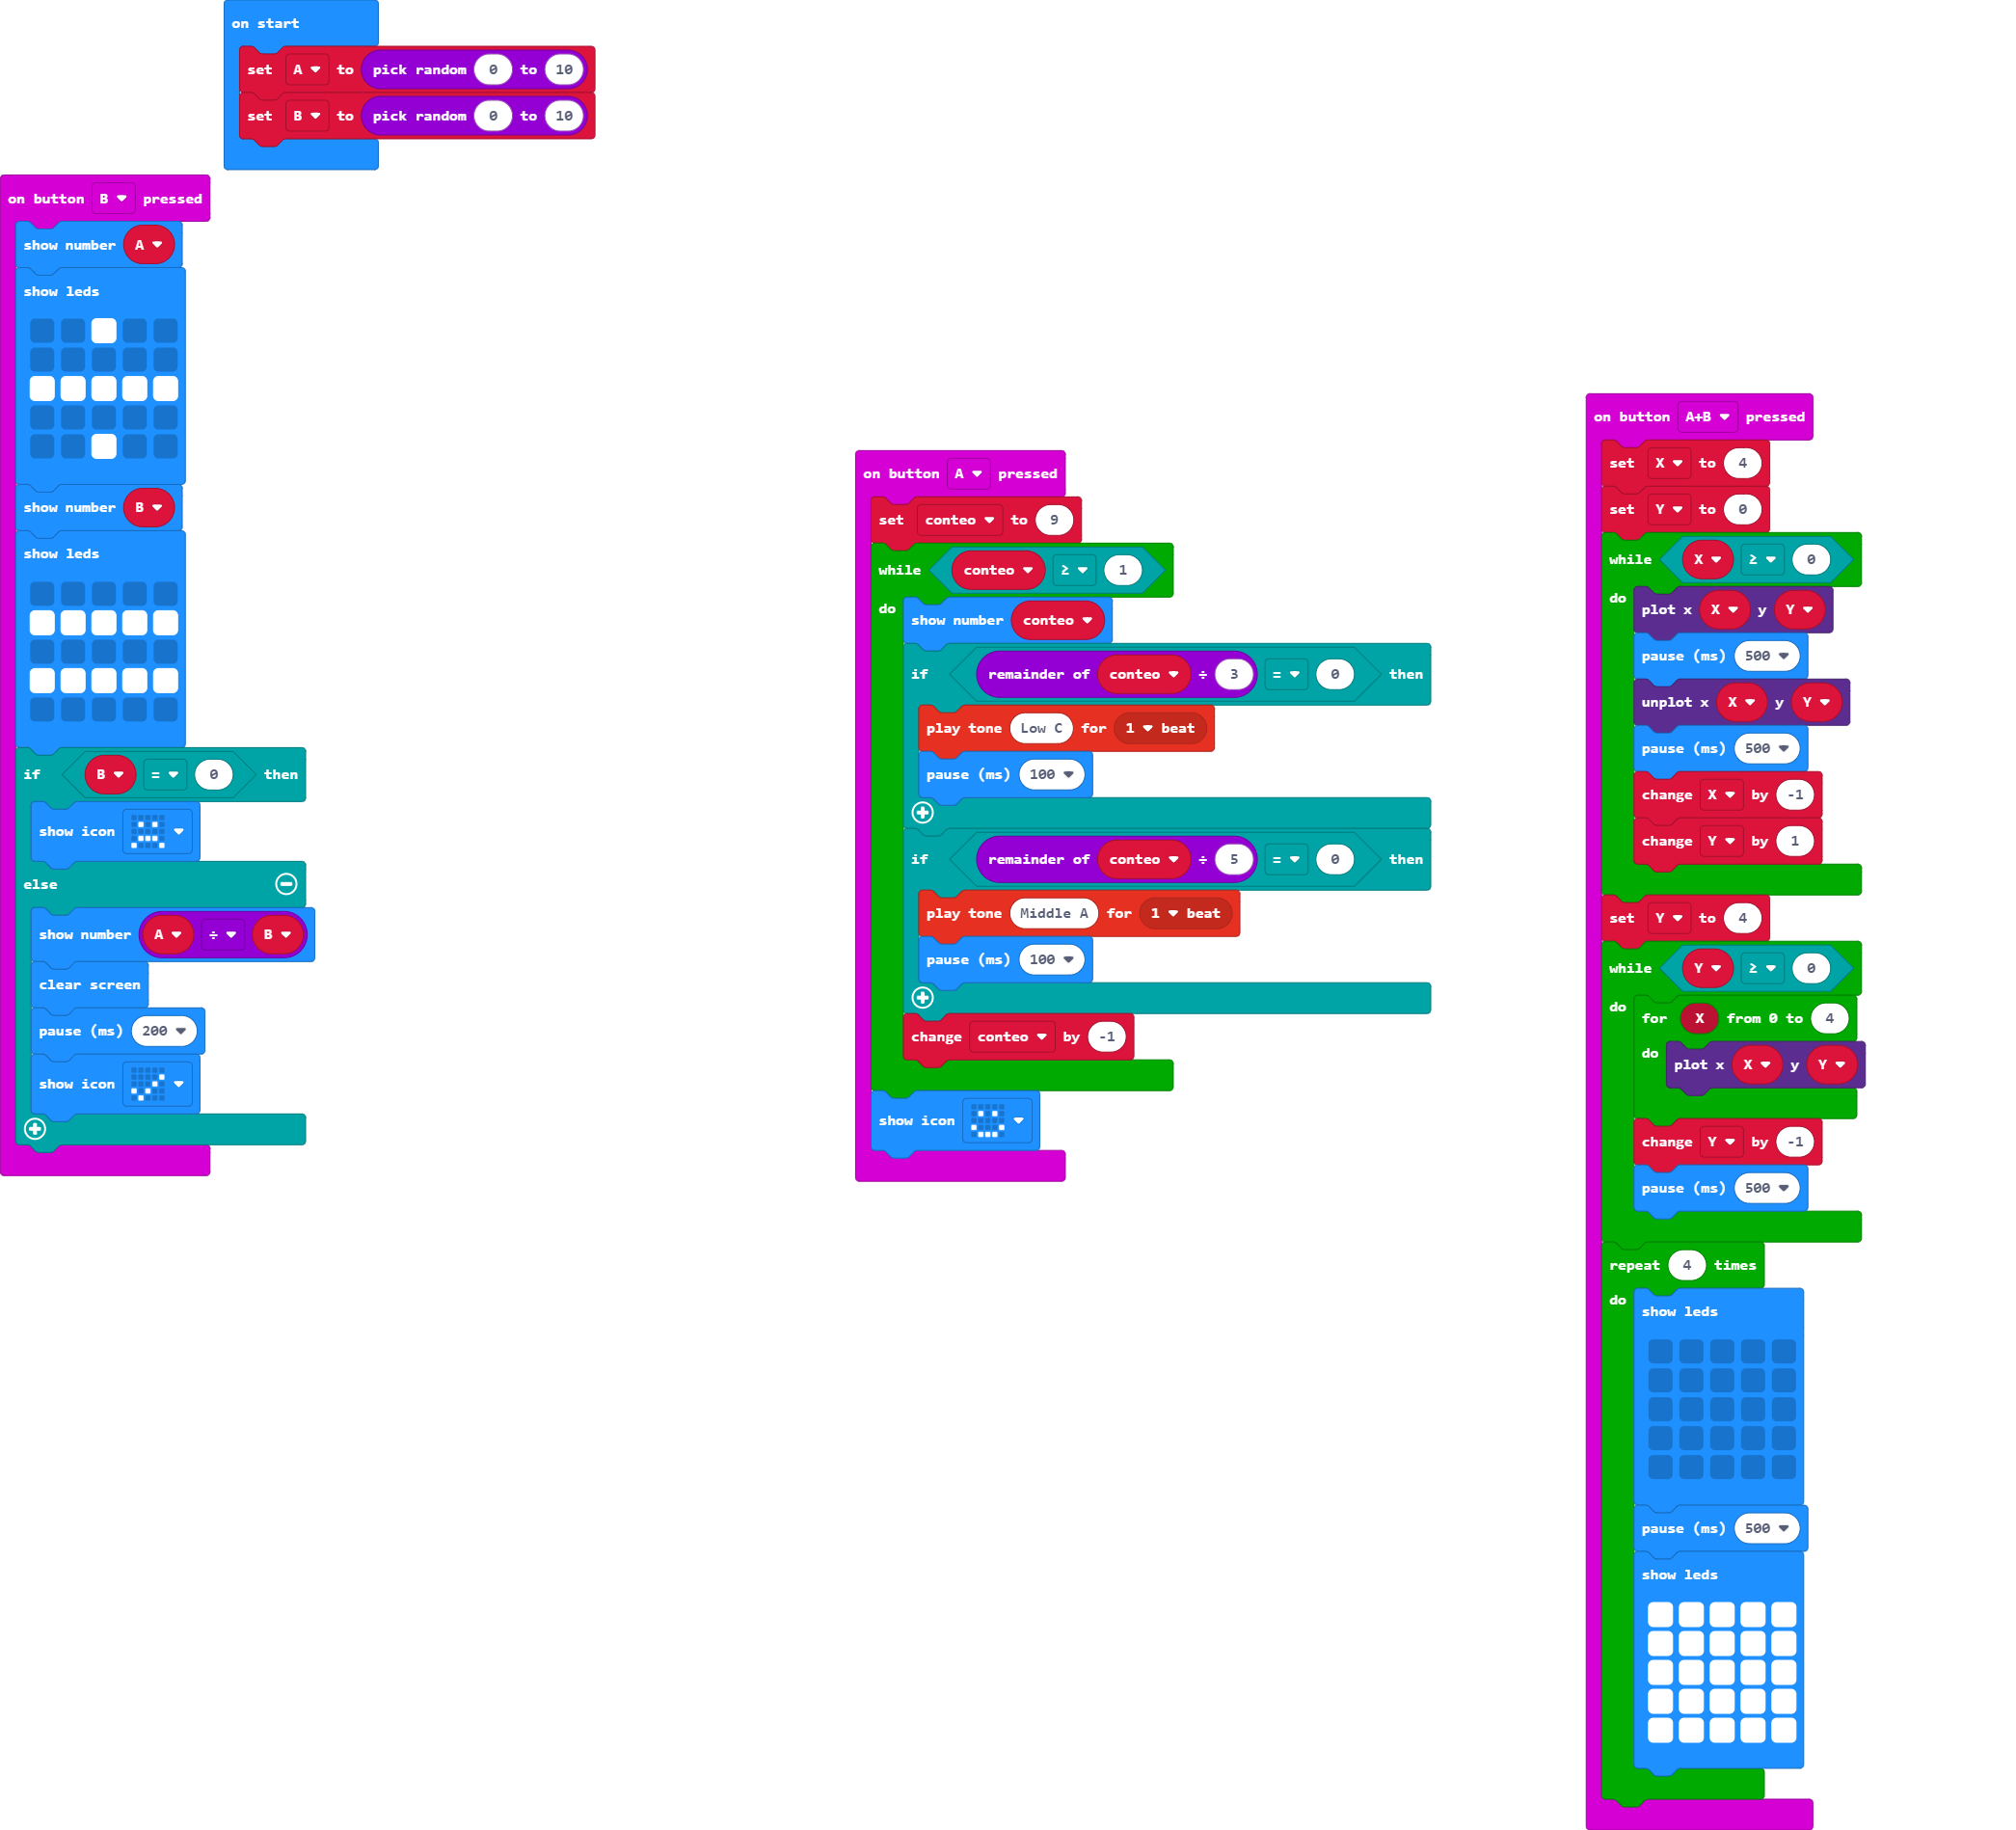 on start
set A to pick random 0 to 10
set B to pick random 0 to 10
on button B pressed
show number A
show leds
show number B
show leds
if B = 0 then
show icon
else
show number A ÷ B
clear screen
pause (ms) 200
show icon
on button A pressed
set conteo to 9
while conteo ≥ 1
do
show number conteo
if remainder of conteo ÷ 3 = 0 then
play tone Low C for 1 beat
pause (ms) 100
if remainder of conteo ÷ 5 = 0 then
play tone Middle A for 1 beat
pause (ms) 100
change conteo by -1
show icon
on button A+B pressed
set X to 4
set Y to 0
while X ≥ 0
do
plot x X y Y
pause (ms) 500
unplot x X y Y
pause (ms) 500
change X by -1
change Y by 1
set Y to 4
while Y ≥ 0
do
for X from 0 to 4
do
plot x X y Y
change Y by -1
pause (ms) 500
repeat 4 times
do
show leds
pause (ms) 500
show leds